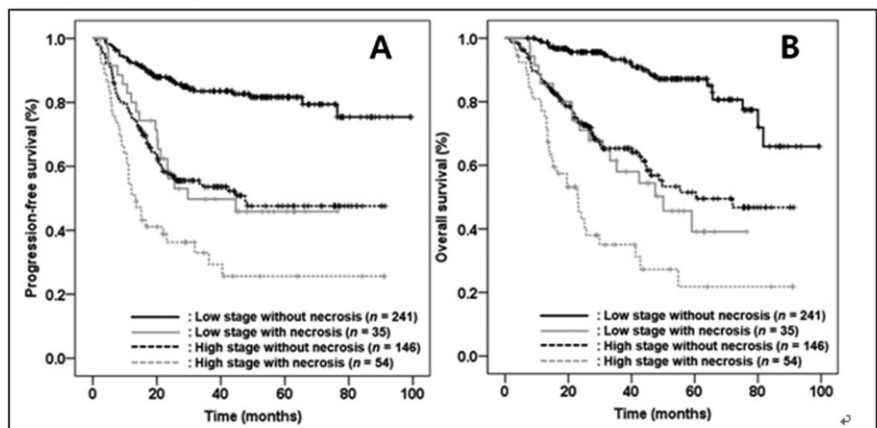 A
Progression-free survival (%)
1.0
0.8
0.6
0.4
0.2
0.0
: Low stage without necrosis (n = 241)
: Low stage with necrosis (n = 35)
: High stage without necrosis (n = 146)
: High stage with necrosis (n = 54)
0 20 40 60 80 100
Time (months)
B
Overall survival (%)
1.0
0.8
0.6
0.4
0.2
0.0
: Low stage without necrosis (n = 241)
: Low stage with necrosis (n = 35)
: High stage without necrosis (n = 146)
: High stage with necrosis (n = 54)
0 20 40 60 80 100
Time (months)